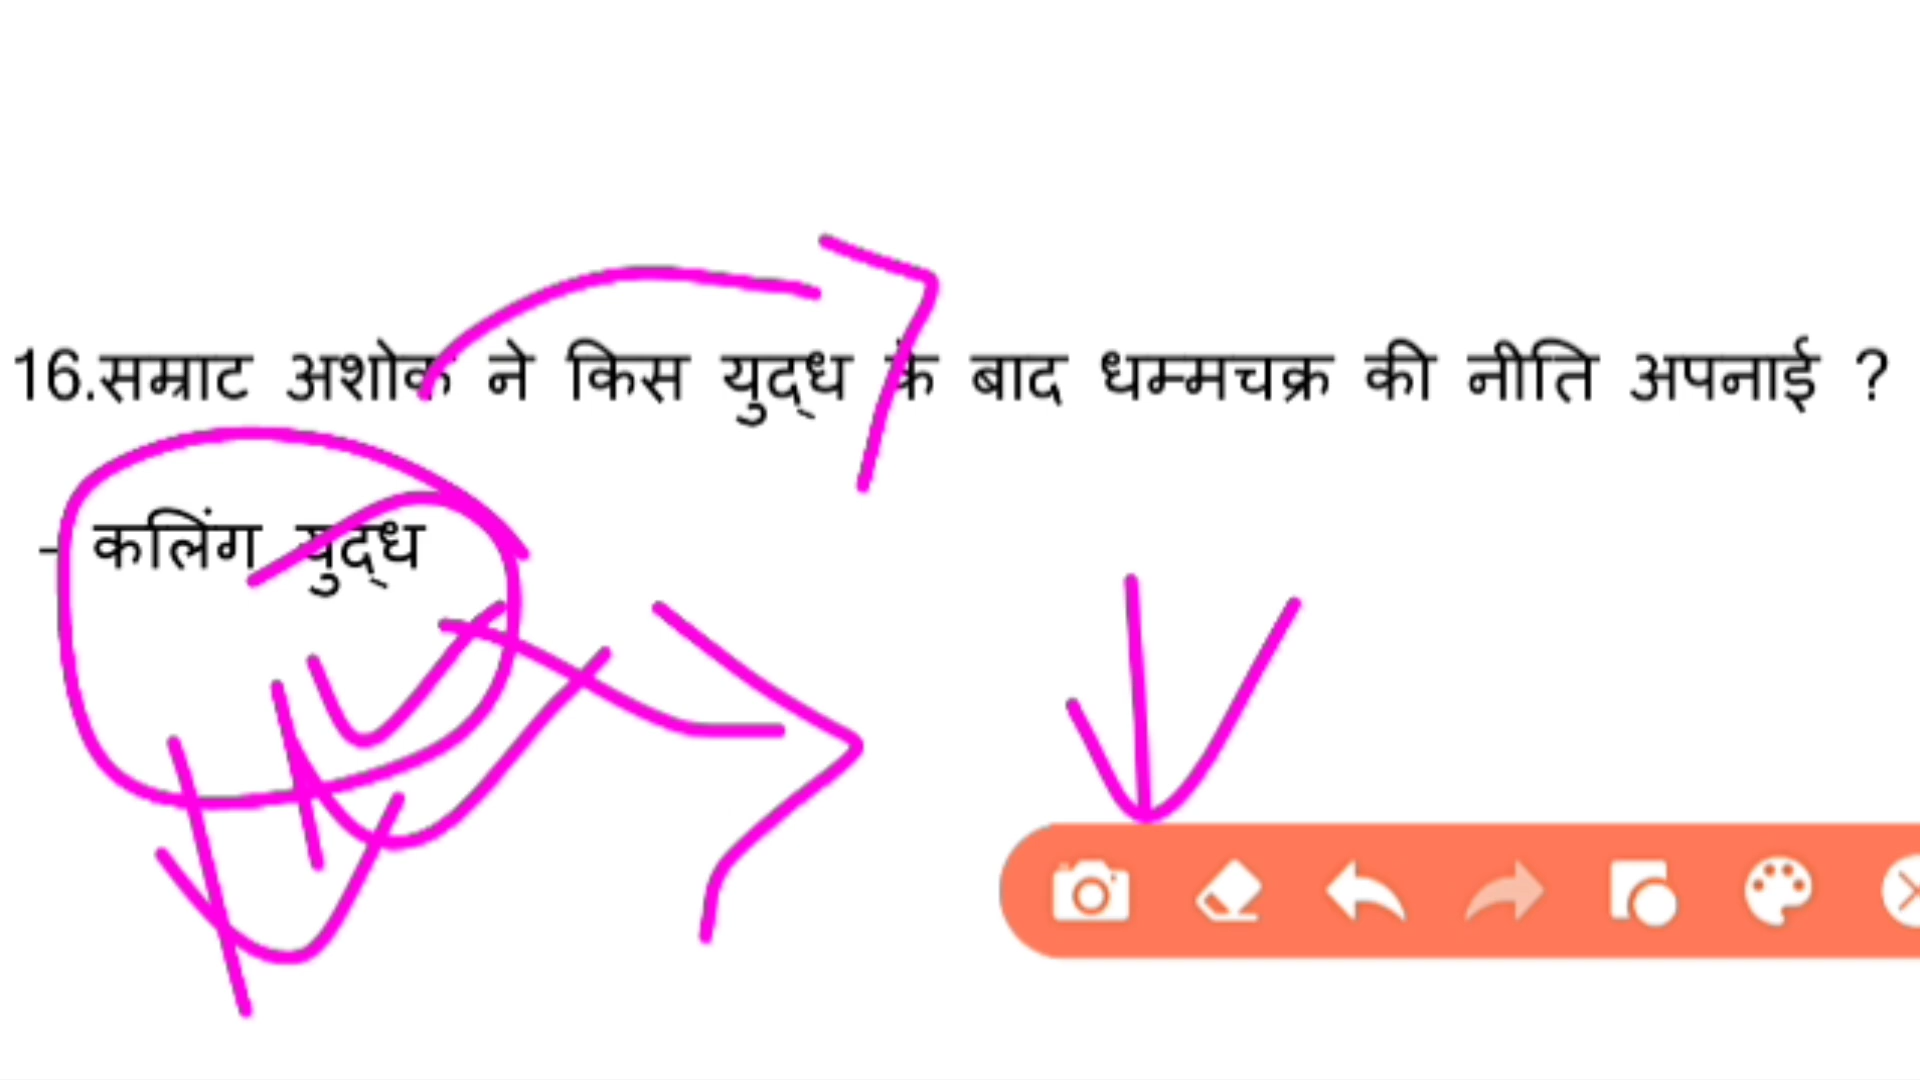 16.सम्राट अशोक ने किस युद्ध के बाद धम्मचक्र की नीति अपनाई ?
- कलिंग युद्ध